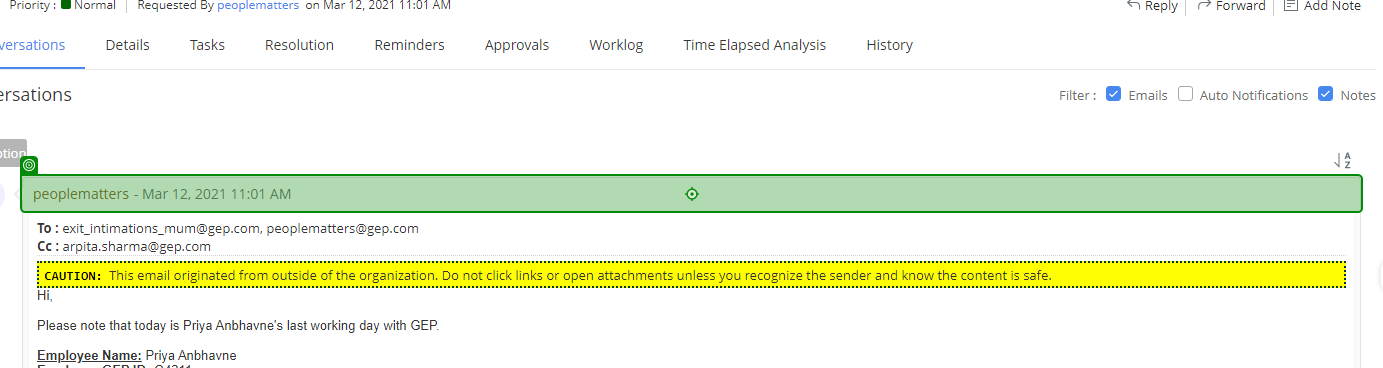 Priority : Normal Requested By peoplematters on Mar 12, 2021 11:01 AM Reply Forward Add Note
Details Tasks Resolution Reminders Approvals Worklog Time Elapsed Analysis History
Filter : Emails Auto Notifications Notes
A
Z
peoplematters - Mar 12, 2021 11:01 AM
To : exit_intimations_mum@gep.com, peoplematters@gep.com
Cc : arpita.sharma@gep.com
CAUTION: This email originated from outside of the organization. Do not click links or open attachments unless you recognize the sender and know the content is safe.
Hi,
Please note that today is Priya Anbhavne's last working day with GEP.
Employee Name: Priya Anbhavne